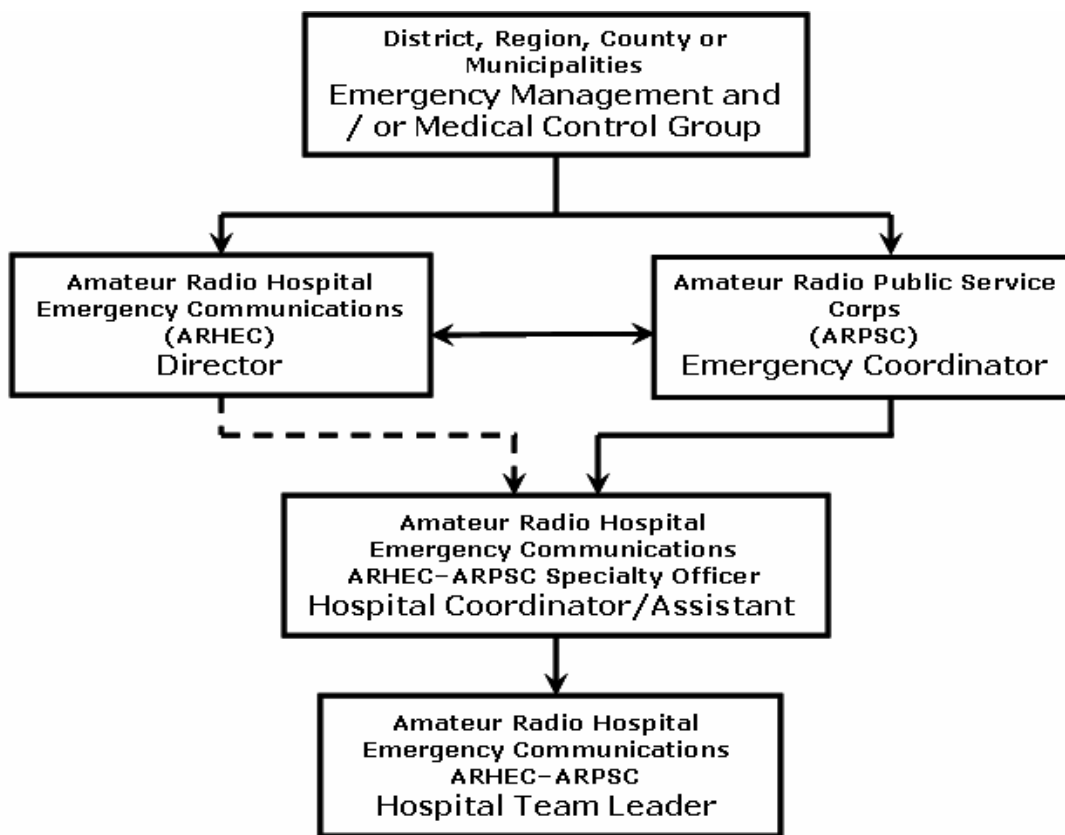 District, Region, County or
Municipalities
Emergency Management and
/ or Medical Control Group
Amateur Radio Hospital
Emergency Communications
(ARHEC)
Director
Amateur Radio Public Service
Corps
(ARPSC)
Emergency Coordinator
Amateur Radio Hospital
Emergency Communications
ARHEC-ARPSC Specialty Officer
Hospital Coordinator/Assistant
Amateur Radio Hospital
Emergency Communications
ARHEC-ARPSC
Hospital Team Leader